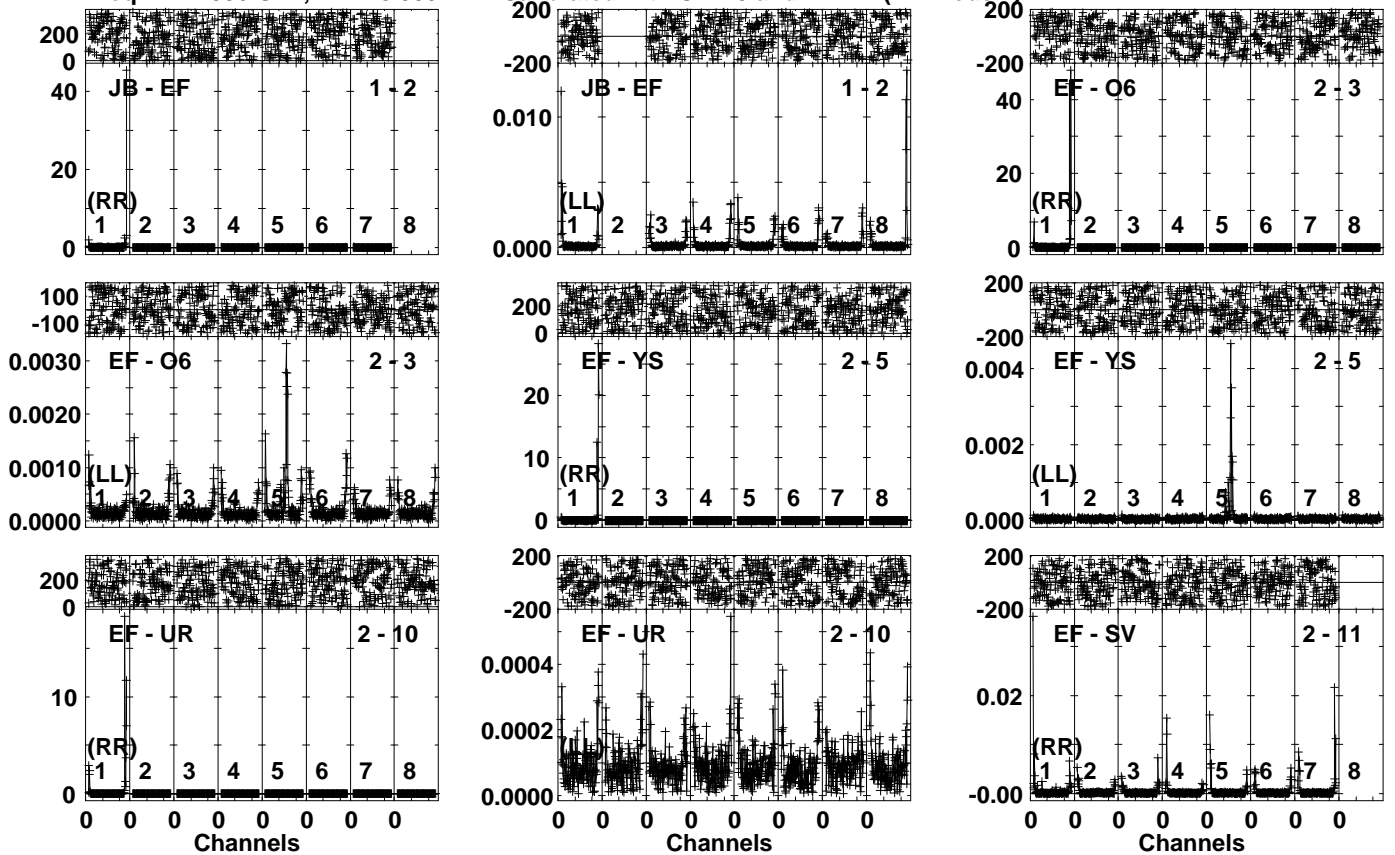 200
0
JB - EF 1 - 2
40
20
0
(RR)
1 2 3 4 5 6 7 8
200
-200
JB - EF 1 - 2
0.010
0.000
(LL)
1 2 3 4 5 6 7 8
200
-200
EF - O6 2 - 3
40
20
0
(RR)
1 2 3 4 5 6 7 8
100
-100
EF - O6 2 - 3
0.0030
0.0020
0.0010
0.0000
(LL)
1 2 3 4 5 6 7 8
200
0
EF - YS 2 - 5
20
10
0
(RR)
1 2 3 4 5 6 7 8
200
-200
EF - YS 2 - 5
0.004
0.002
0.000
(LL)
1 2 3 4 5 6 7 8
200
0
EF - UR 2 - 10
10
0
(RR)
1 2 3 4 5 6 7 8
200
-200
EF - UR 2 - 10
0.0004
0.0002
0.0000
(LL)
200
-200
EF - SV 2 - 11
0.02
-0.00
(RR)
1 2 3 4 5 6 7 8
0 0 0 0 0 0 0 0
Channels
0 0 0 0 0 0 0 0
Channels
0 0 0 0 0 0 0 0
Channels